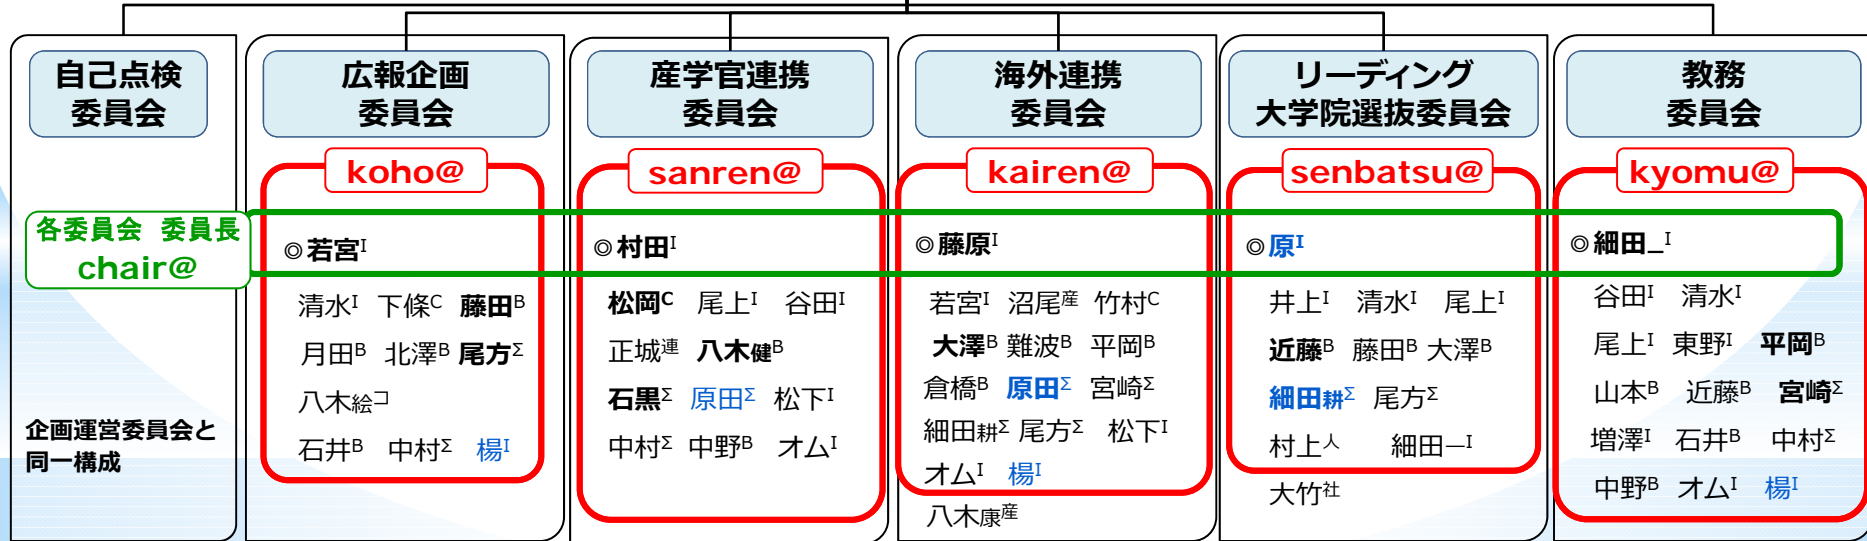 自己点検
委員会
企画運営委員会と
同一構成
各委員会 委員長
chair@
広報企画
委員会
koho@
◎若宮I
清水I 下條C 藤田B
月田B 北澤B 尾方Σ
八木絵コ
石井B 中村Σ 楊I
産学官連携
委員会
sanren@
◎村田I
松岡C 尾上I 谷田I
正城連 八木健B
石黒Σ 原田Σ 松下I
中村Σ 中野B オムI
海外連携
委員会
kairen@
◎藤原I
若宮I 沼尾産 竹村C
大澤B 難波B 平岡B
倉橋B 原田Σ 宮崎Σ
細田耕Σ 尾方Σ 松下I
オムI 楊I
八木康産
リーディング
大学院選抜委員会
senbatsu@
◎原I
井上I 清水I 尾上I
近藤B 藤田B 大澤B
細田耕Σ 尾方Σ
村上人 細田一I
大竹社
教務
委員会
kyomu@
◎細田一I
谷田I 清水I
尾上I 東野I 平岡B
山本B 近藤B 宮崎Σ
増澤I 石井B 中村Σ
中野B オムI 楊I